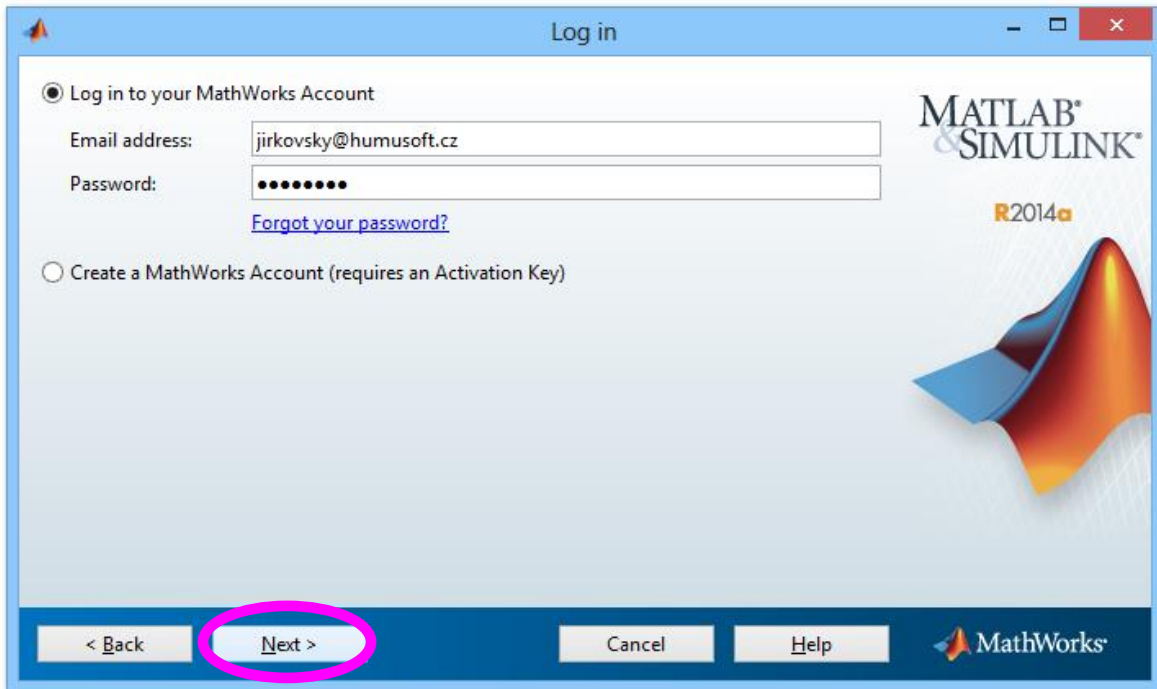 Log in
Log in to your MathWorks Account
Email address: jirkovsky@humusoft.cz
Password: ●●●●●●●●
Forgot your password?
Create a MathWorks Account (requires an Activation Key)
MATLAB®
&SIMULINK®
R2014a
< Back Next > Cancel Help MathWorks®